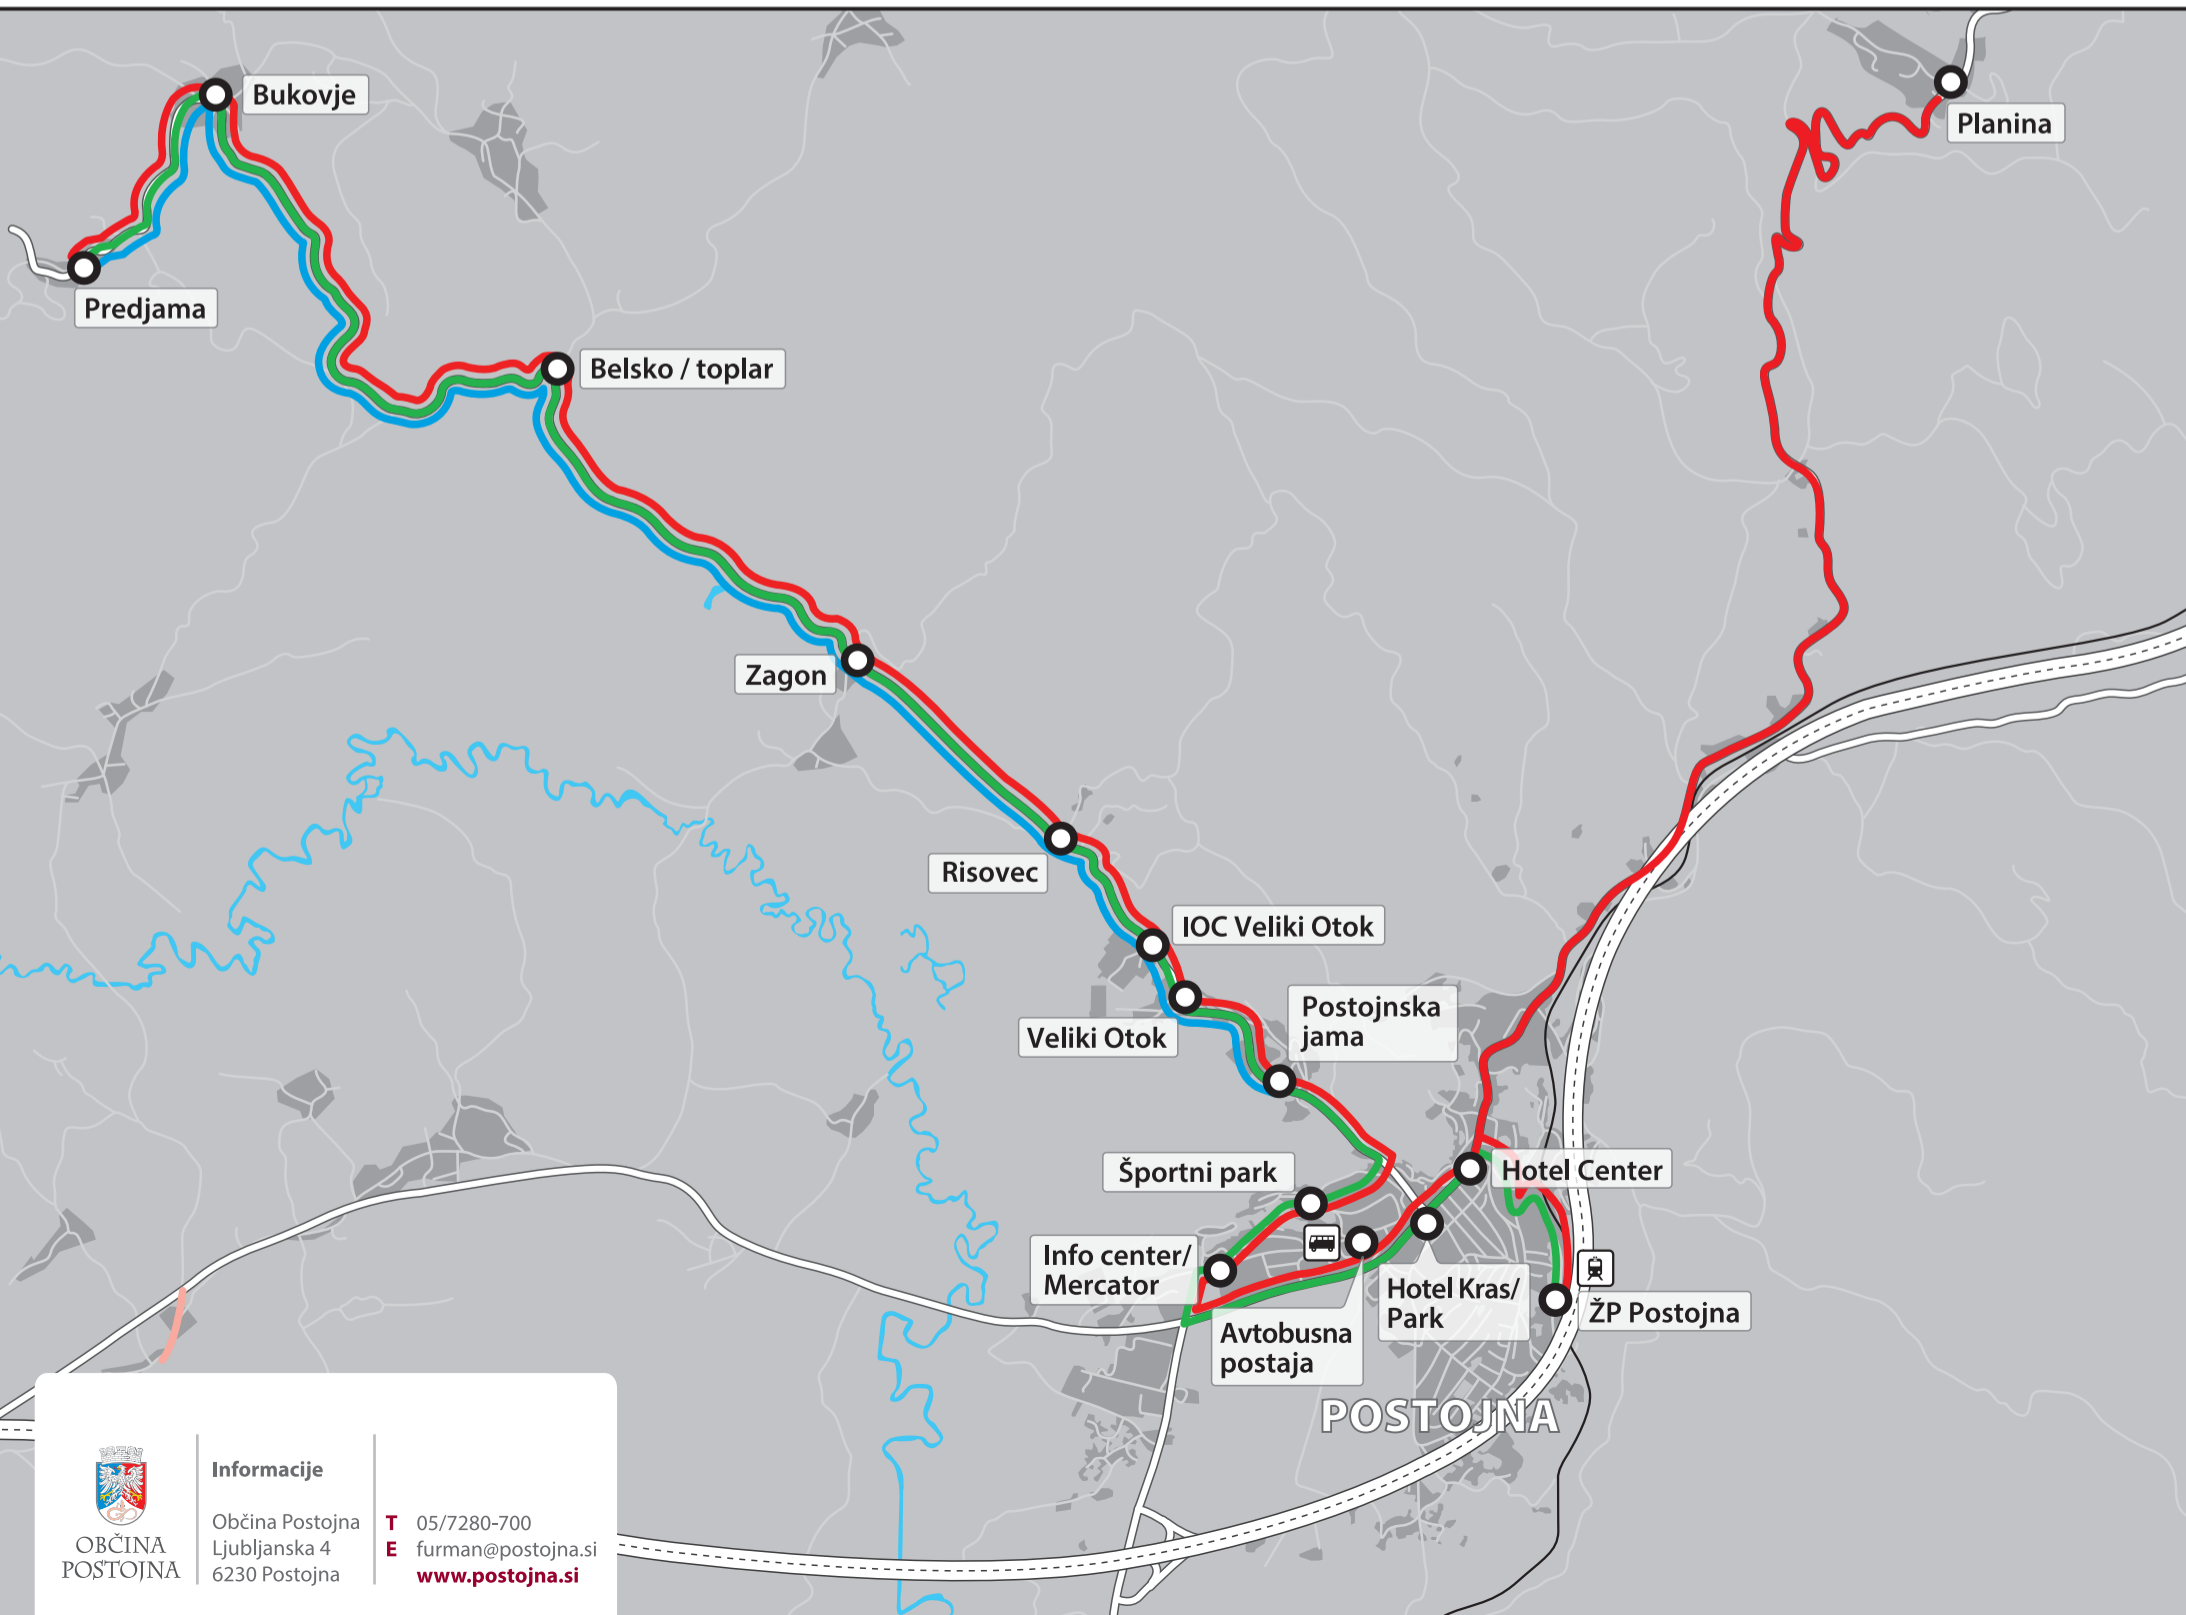 Bukovje
Planina
Predjama
Belsko / toplar
Zagon
Risovec
IOC Veliki Otok
Postojnska
jama
Veliki Otok
Športni park
Hotel Center
Info center/
Mercator
Hotel Kras/
Park
ŽP Postojna
Avtobusna
postaja
POSTOJNA
OBČINA
POSTOJNA
Informacije
Občina Postojna
Ljubljanska 4
6230 Postojna
T 05/7280-700
E furman@postojna.si
www.postojna.si